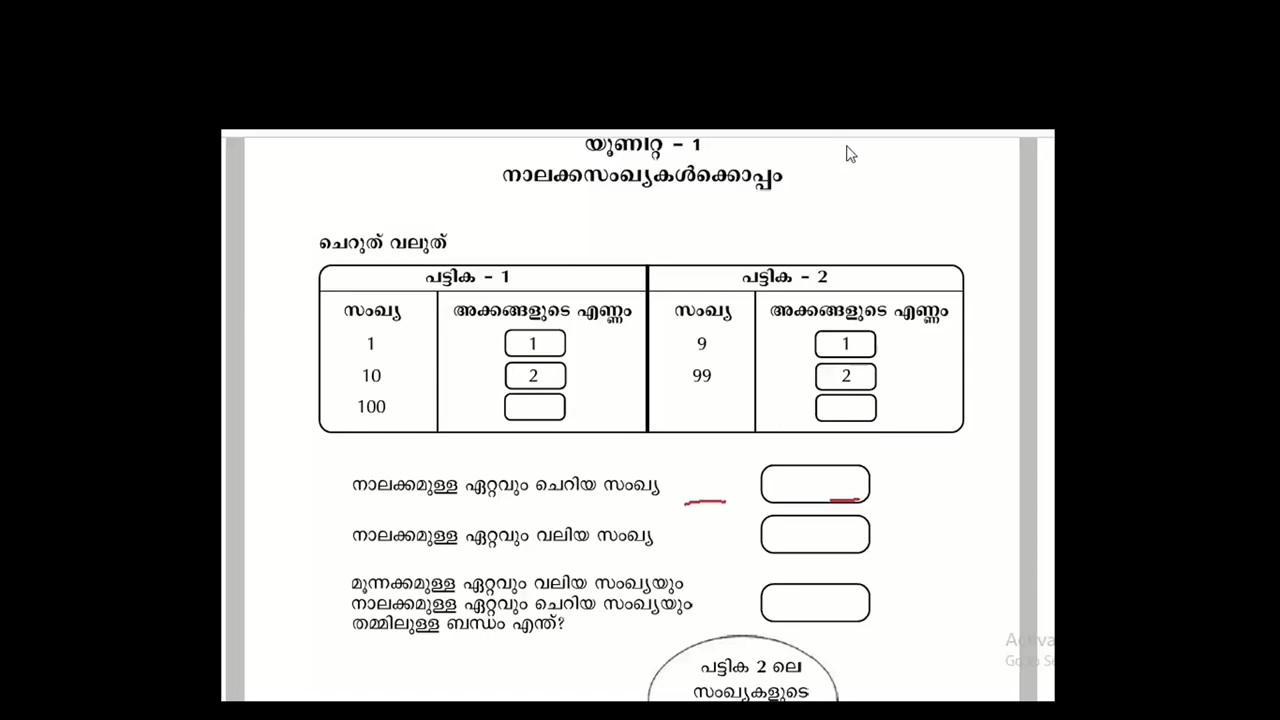 യൂണിറ്റ - 1
നാലക്കസംഖ്യകൾക്കൊപ്പം
ചെറുത് വലുത്
പട്ടിക - 1 പട്ടിക - 2
സംഖ്യ അക്കങ്ങളുടെ എണ്ണം സംഖ്യ അക്കങ്ങളുടെ എണ്ണം
1 1 9 1
10 2 99 2
100
നാലക്കമുള്ള ഏറ്റവും ചെറിയ സംഖ്യ
നാലക്കമുള്ള ഏറ്റവും വലിയ സംഖ്യ
മൂന്നക്കമുള്ള ഏറ്റവും വലിയ സംഖ്യയും
നാലക്കമുള്ള ഏറ്റവും ചെറിയ സംഖ്യയും
തമ്മിലുള്ള ബന്ധം എന്ത്?
പട്ടിക 2 ലെ
സംഖ്യകളുടെ